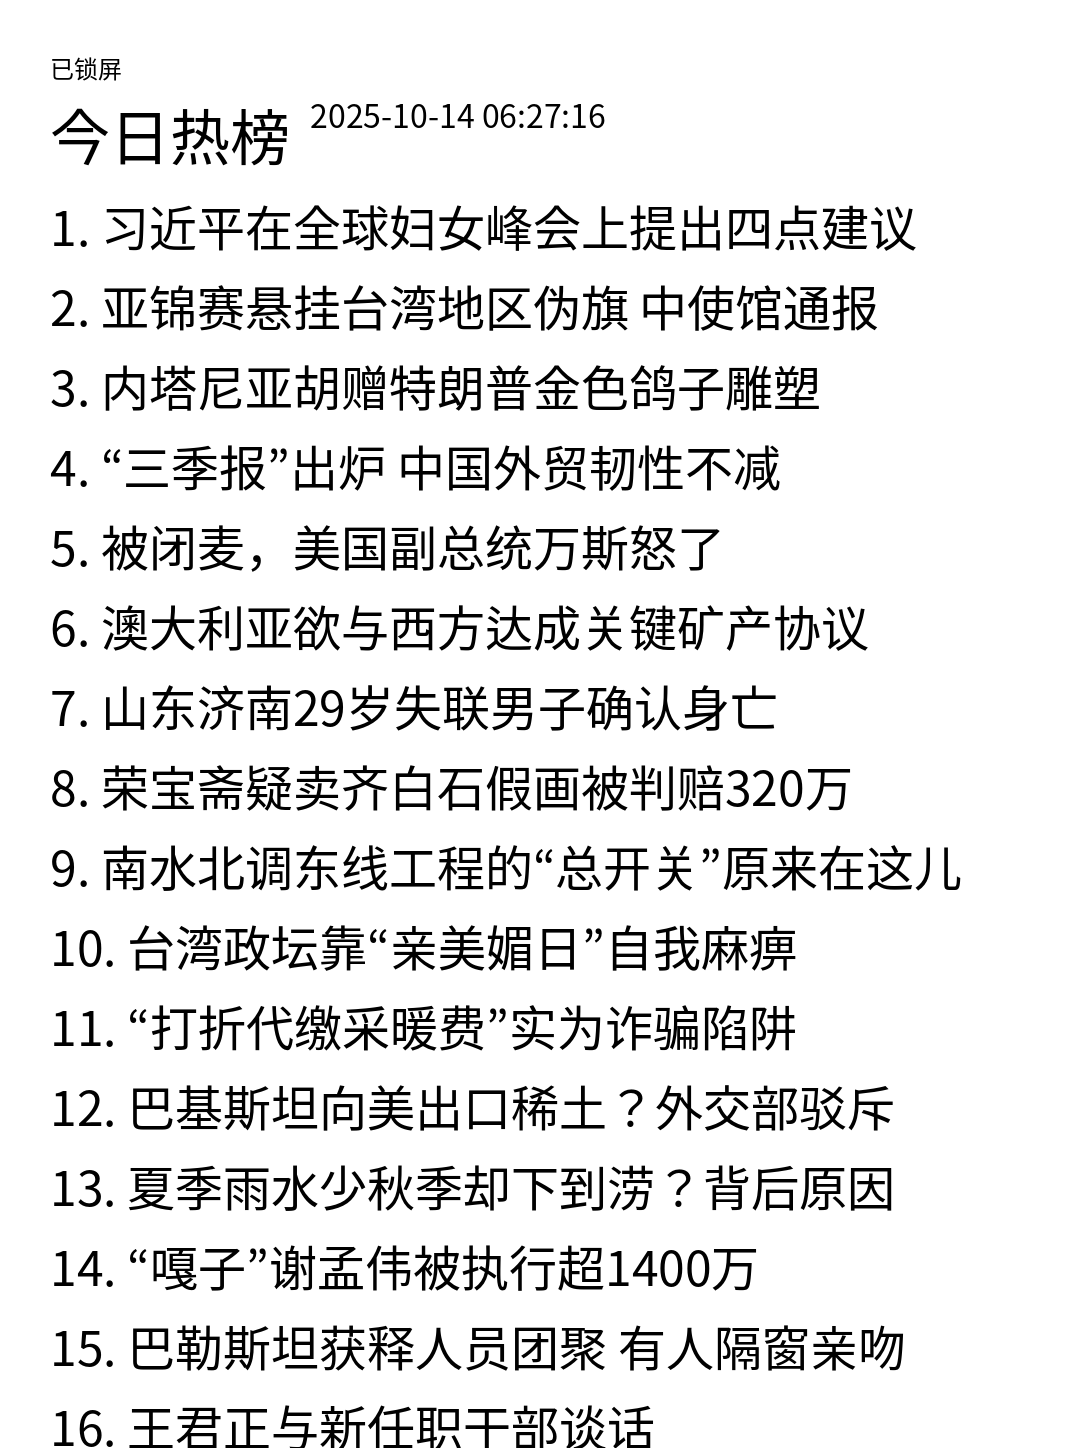 已锁屏
今日热榜 2025-10-14 06:27:16
1. 习近平在全球妇女峰会上提出四点建议
2. 亚锦赛悬挂台湾地区伪旗 中使馆通报
3. 内塔尼亚胡赠特朗普金色鸽子雕塑
4. “三季报”出炉 中国外贸韧性不减
5. 被闭麦，美国副总统万斯怒了
6. 澳大利亚欲与西方达成关键矿产协议
7. 山东济南29岁失联男子确认身亡
8. 荣宝斋疑卖齐白石假画被判赔320万
9. 南水北调东线工程的“总开关”原来在这儿
10. 台湾政坛靠“亲美媚日”自我麻痹
11. “打折代缴采暖费”实为诈骗陷阱
12. 巴基斯坦向美出口稀土？外交部驳斥
13. 夏季雨水少秋季却下到涝？背后原因
14. “嘎子”谢孟伟被执行超1400万
15. 巴勒斯坦获释人员团聚 有人隔窗亲吻
16. 王君正与新任职干部谈话